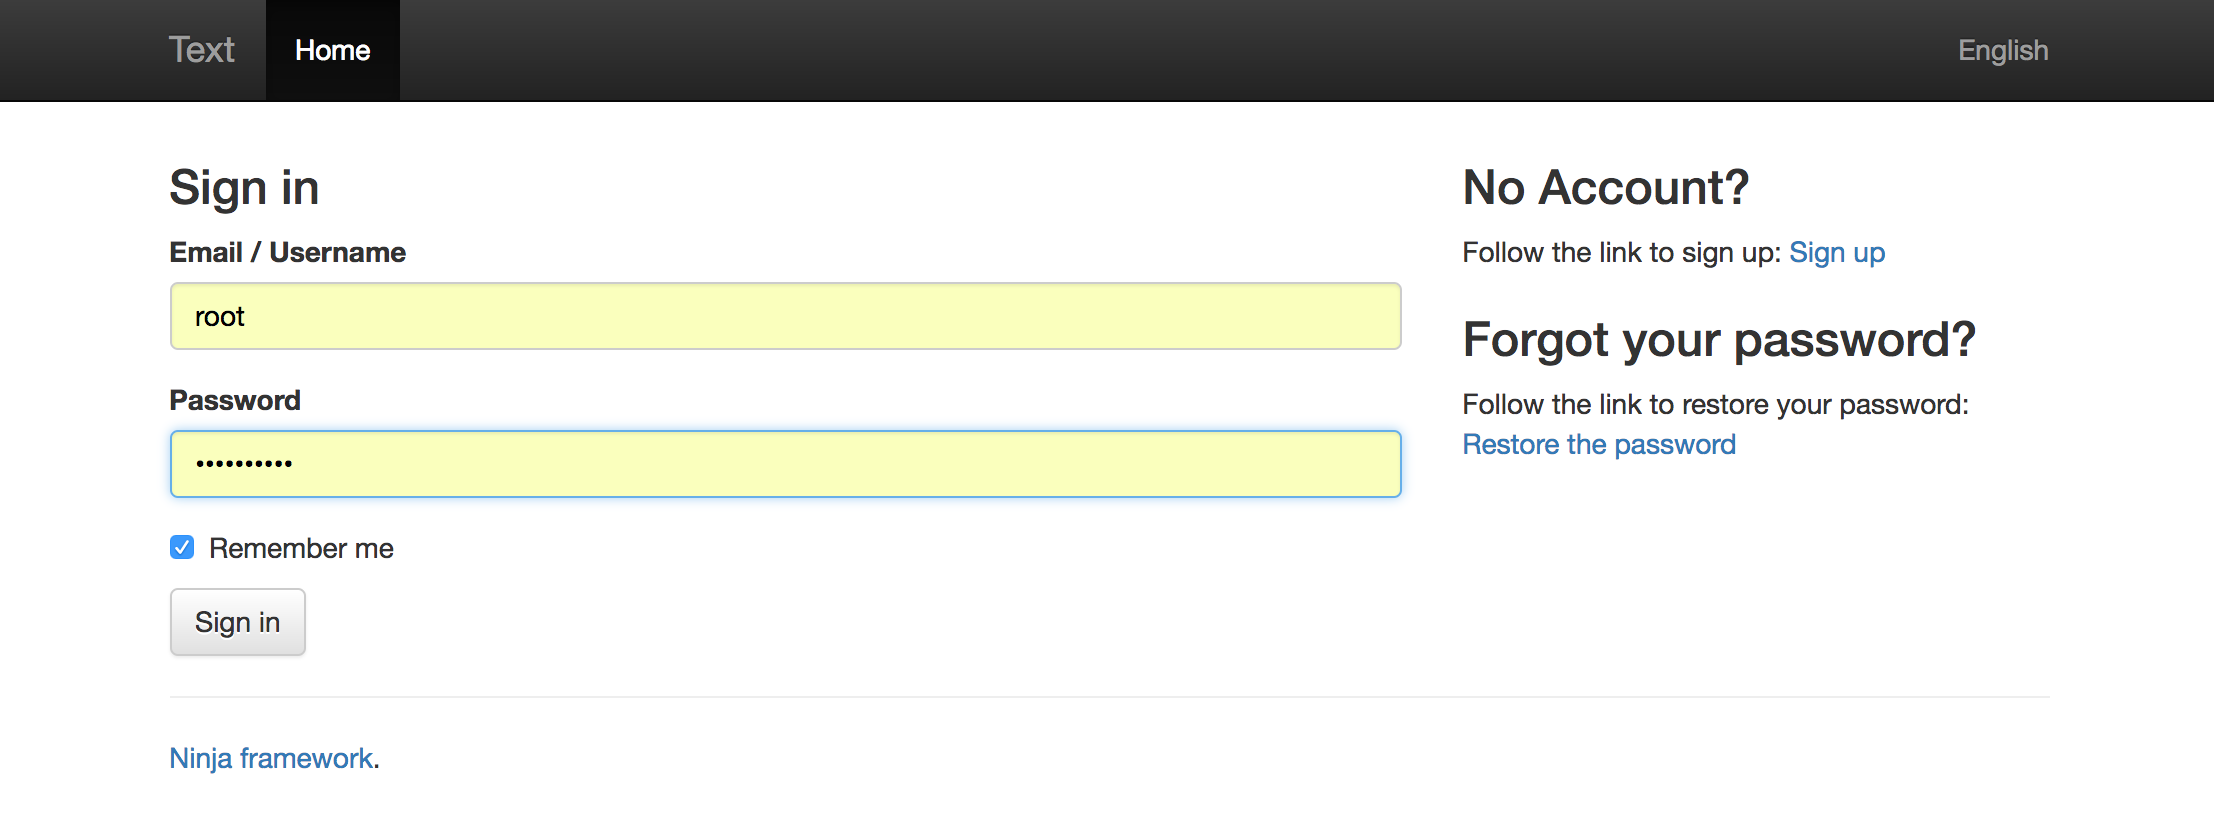 Text Home English
Sign in
Email / Username
root
Password
••••••••••
Remember me
Sign in
No Account?
Follow the link to sign up: Sign up
Forgot your password?
Follow the link to restore your password:
Restore the password
Ninja framework.